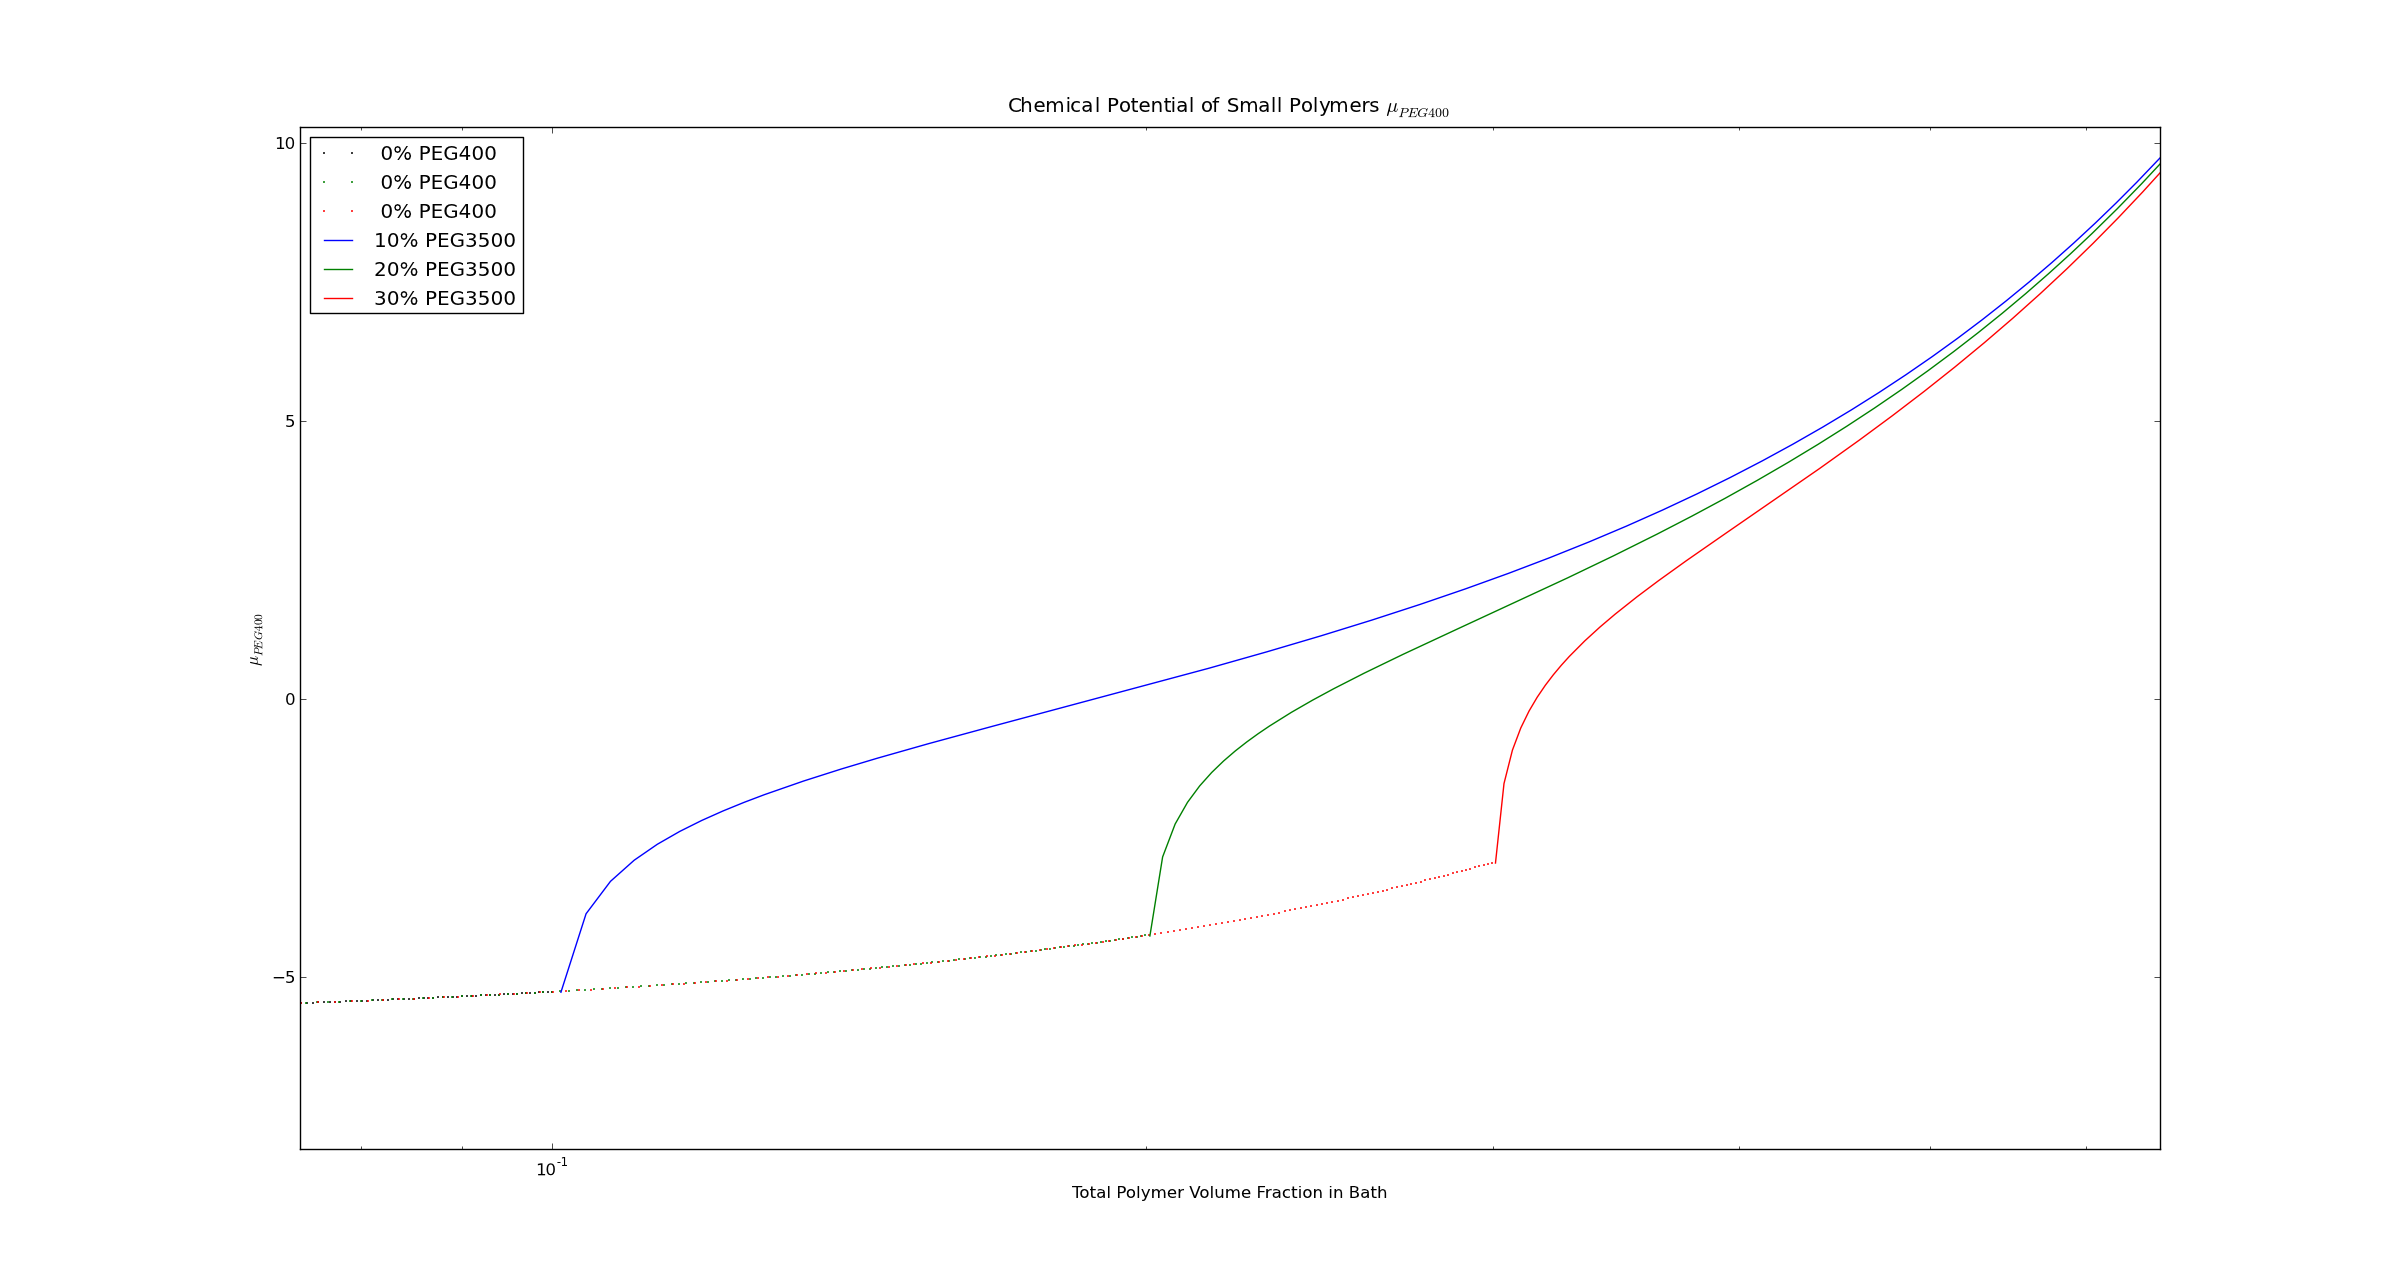 Chemical Potential of Small Polymers μPEG400
10
0% PEG400
0% PEG400
0% PEG400
10% PEG3500
20% PEG3500
30% PEG3500
5
μPEG400
0
−5
10-1
Total Polymer Volume Fraction in Bath